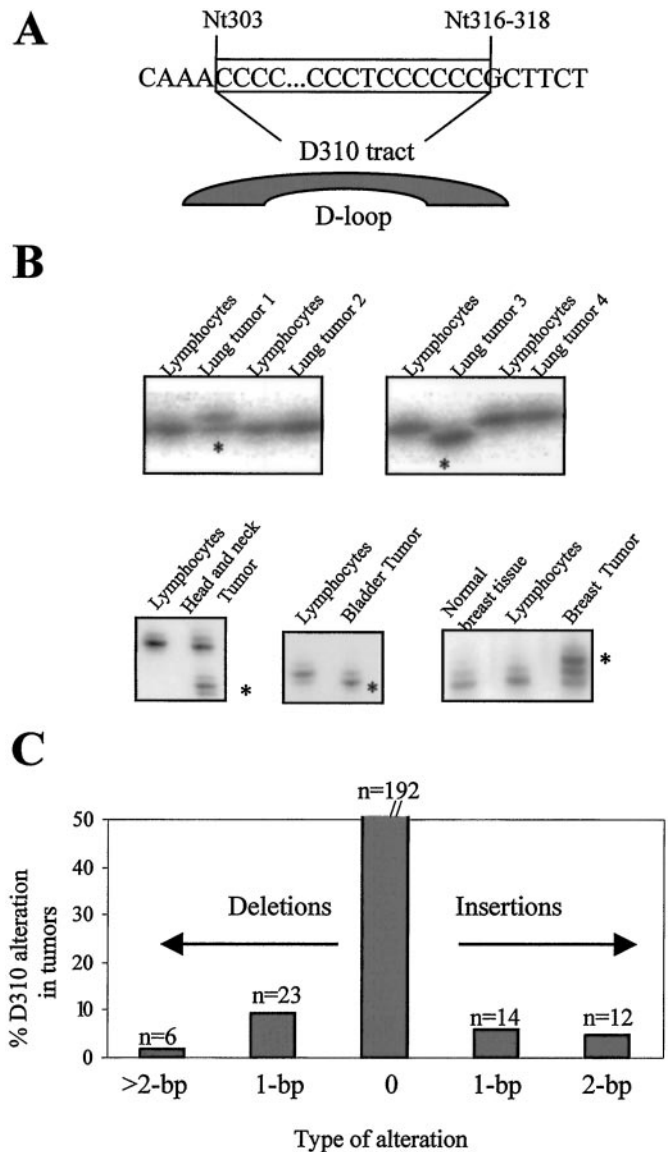 A
Nt303 Nt316-318
CAAACCCC...CCCTCCCCCCGCTTCT
D310 tract
D-loop
B
Lymphocytes
Lung tumor 1
Lymphocytes
Lung tumor 2
Lymphocytes
Lung tumor 3
Lymphocytes
Lung tumor 4
*
*
Lymphocytes
Head and neck
Tumor
Lymphocytes
Bladder Tumor
Normal
breast tissue
Lymphocytes
Breast Tumor
*
*
*
C
% D310 alteration
in tumors
50
40
30
20
10
0
n=192
Deletions Insertions
n=6 n=23 n=14 n=12
>2-bp 1-bp 0 1-bp 2-bp
Type of alteration